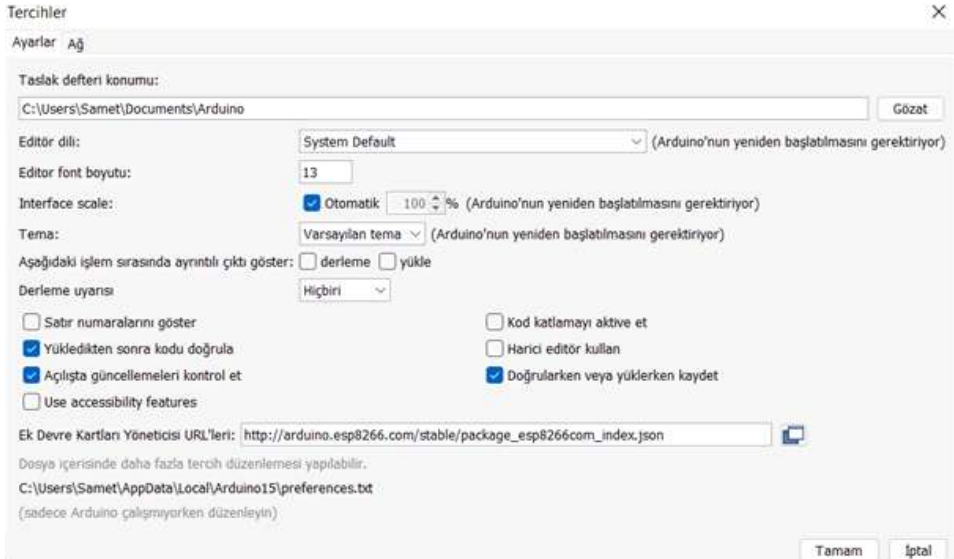 Tercihler
Ayarlar Ağ
Taslak defteri konumu:
C:\Users\Samet\Documents\Arduino Gözat
Editör dili: System Default (Arduino'nun yeniden başlatılmasını gerektiriyor)
Editor font boyutu: 13
Interface scale: Otomatik 100 % (Arduino'nun yeniden başlatılmasını gerektiriyor)
Tema: Varsayılan tema (Arduino'nun yeniden başlatılmasını gerektiriyor)
Aşağıdaki işlem sırasında ayrıntılı çıktı göster: derleme yükle
Derleme uyarısı Hiçbiri
Satır numaralarını göster Kod katlamayı aktive et
Yükledikten sonra kodu doğrula Harici editör kullan
Açılışta güncellemeleri kontrol et Doğrularken veya yüklerken kaydet
Use accessibility features
Ek Devre Kartları Yöneticisi URL'leri: http://arduino.esp8266.com/stable/package_esp8266com_index.json
Dosya içerisinde daha fazla tercih düzenlemesi yapılabilir.
C:\Users\Samet\AppData\Local\Arduino15\preferences.txt
(sadece Arduino çalışmıyorken düzenleyin)
Tamam İptal